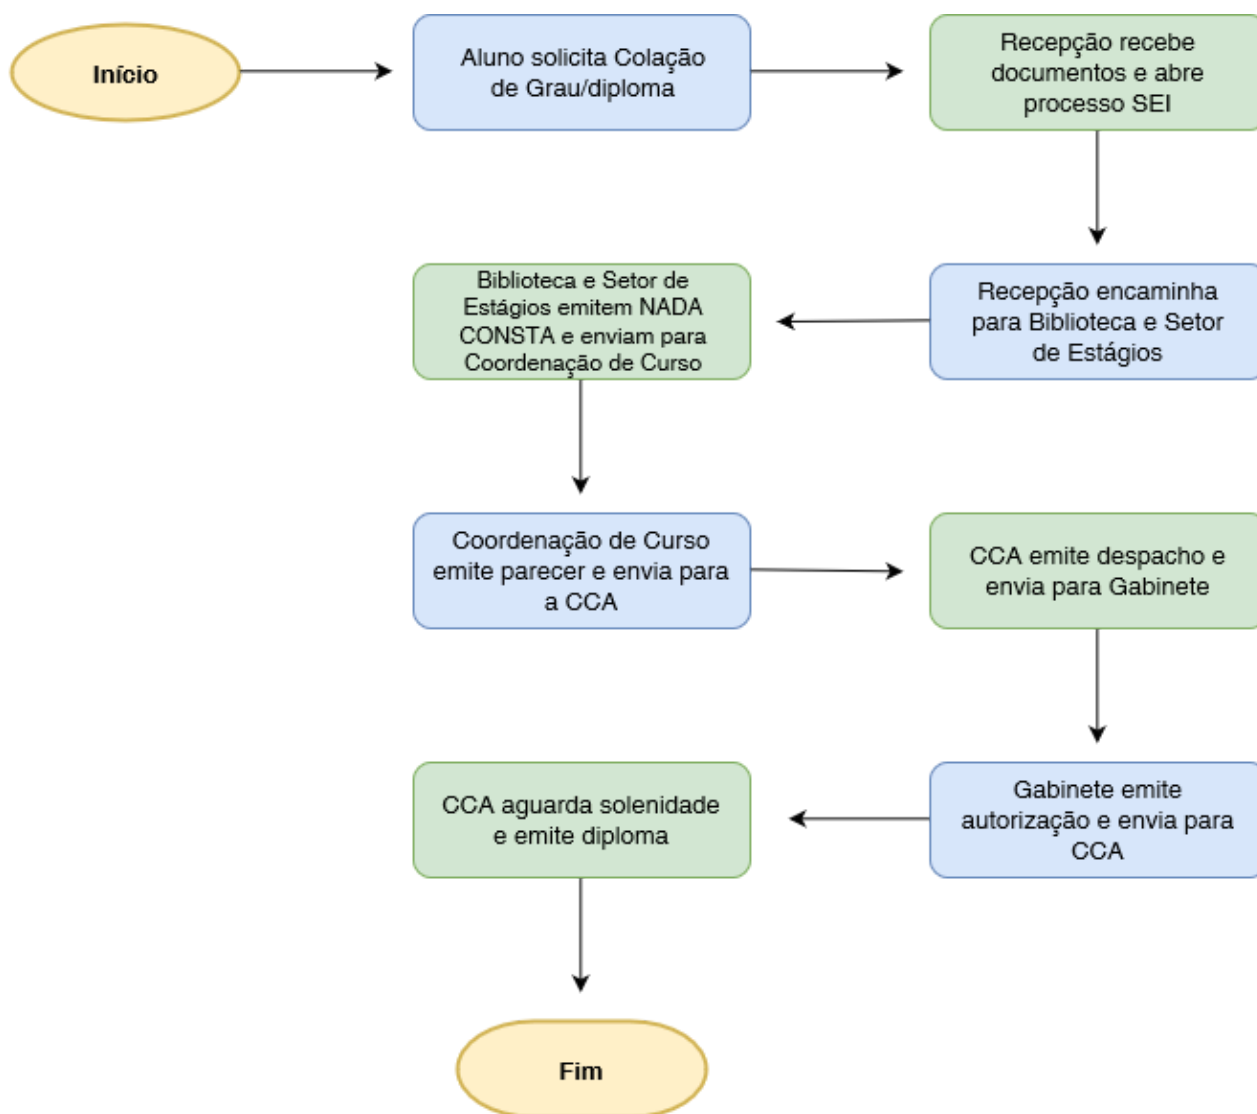 Início
Aluno solicita Colação
de Grau/diploma
Recepção recebe
documentos e abre
processo SEI
Recepção encaminha
para Biblioteca e Setor
de Estágios
Biblioteca e Setor de
Estágios emitem NADA
CONSTA e enviam para
Coordenação de Curso
Coordenação de Curso
emite parecer e envia para
a CCA
CCA emite despacho e
envia para Gabinete
Gabinete emite
autorização e envia para
CCA
CCA aguarda solenidade
e emite diploma
Fim